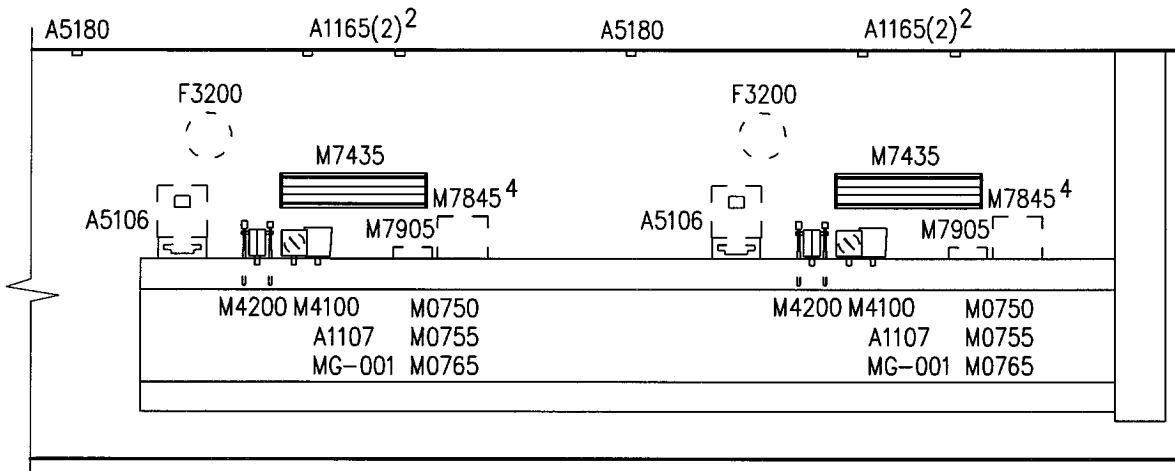 A5180 A1165(2)² A5180 A1165(2)²
F3200 F3200
M7435 M7435
M7845⁴ M7845⁴
A5106 M7905 A5106 M7905
M4200 M4100 M0750 M4200 M4100 M0750
A1107 M0755 A1107 M0755
MG-001 M0765 MG-001 M0765